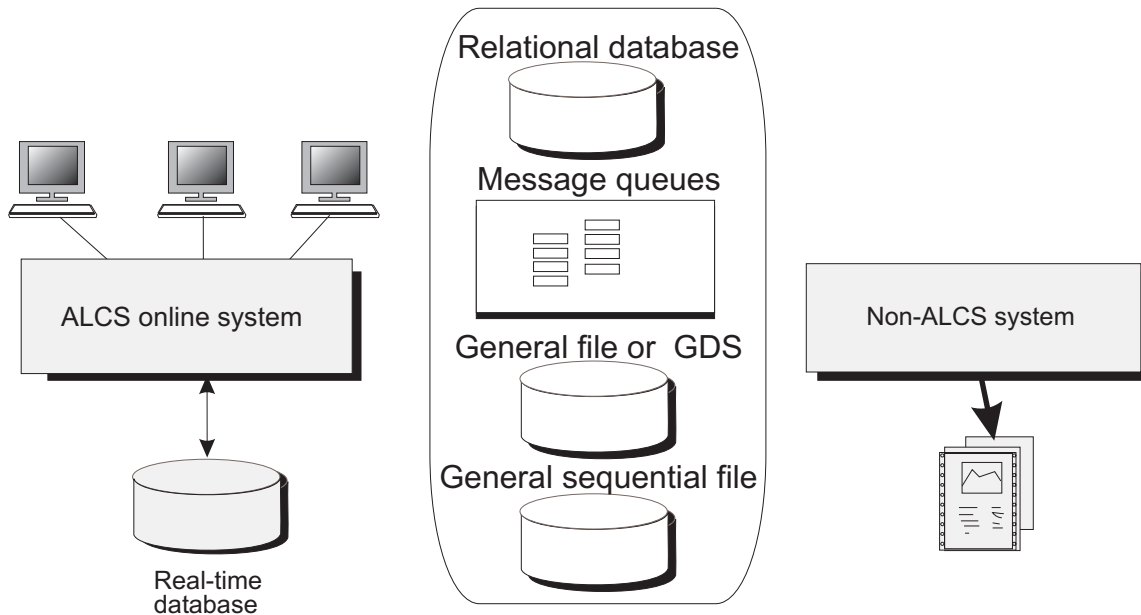 Relational database
Message queues
ALCS online system
General file or GDS
Non-ALCS system
General sequential file
Real-time
database